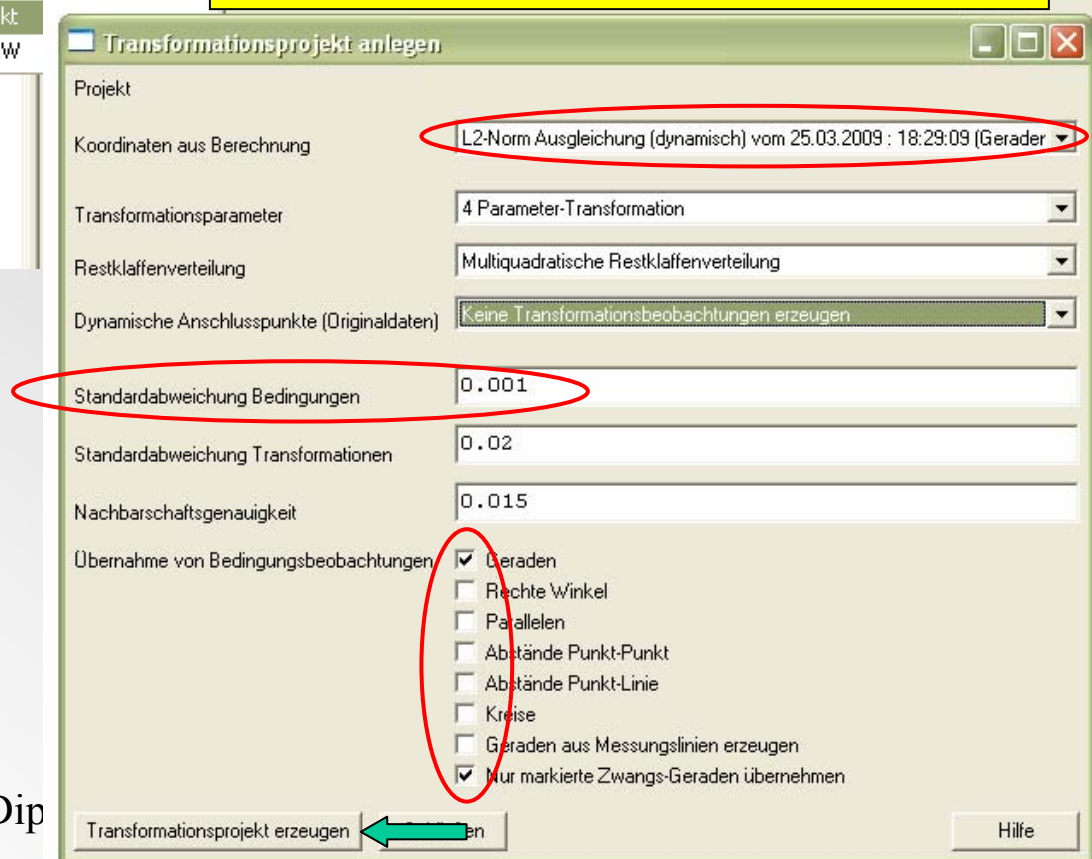 kt
W
Transformationsprojekt anlegen
Projekt
Koordinaten aus Berechnung
L2-Norm Ausgleichung (dynamisch) vom 25.03.2009 : 18:29:09 (Gerader
Transformationsparameter
4 Parameter-Transformation
Restklaffenverteilung
Multiquadratische Restklaffenverteilung
Dynamische Anschlusspunkte (Originaldaten)
Keine Transformationsbeobachtungen erzeugen
Standardabweichung Bedingungen
0.001
Standardabweichung Transformationen
0.02
Nachbarschaftsgenauigkeit
0.015
Übernahme von Bedingungsbeobachtungen
Geraden
Rechte Winkel
Parallelen
Abstände Punkt-Punkt
Abstände Punkt-Linie
Kreise
Geraden aus Messungslinien erzeugen
Nur markierte Zwangs-Geraden übernehmen
Dip
Transformationsprojekt erzeugen
Hilfe